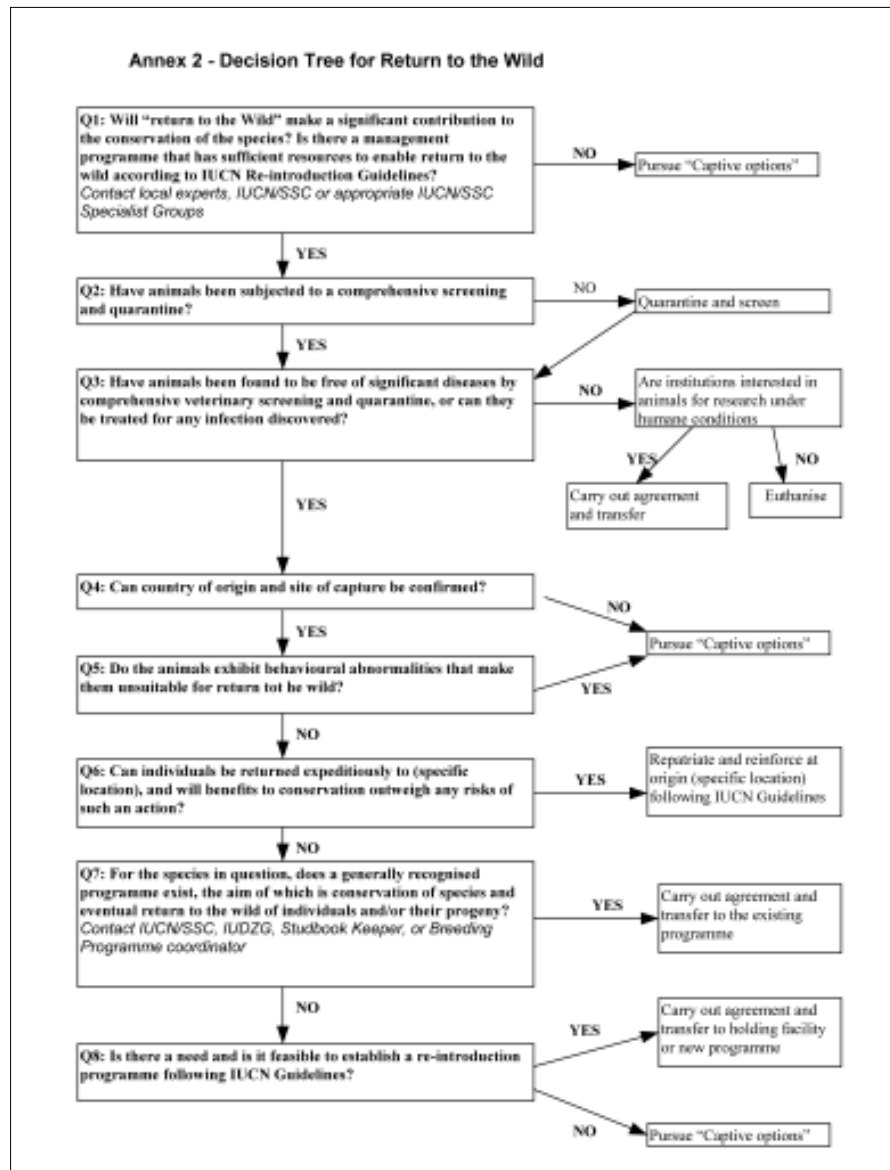 Annex 2 - Decision Tree for Return to the Wild
Q1: Will “return to the Wild” make a significant contribution to
the conservation of the species? Is there a management
programme that has sufficient resources to enable return to the
wild according to IUCN Re-introduction Guidelines?
Contact local experts, IUCN/SSC or appropriate IUCN/SSC
Specialist Groups
NO
Pursue “Captive options”
YES
Q2: Have animals been subjected to a comprehensive screening
and quarantine?
NO
Quarantine and screen
YES
Q3: Have animals been found to be free of significant diseases by
comprehensive veterinary screening and quarantine, or can they
be treated for any infection discovered?
NO
Are institutions interested in
animals for research under
humane conditions
YES
NO
Carry out agreement
and transfer
Euthanise
YES
Q4: Can country of origin and site of capture be confirmed?
NO
YES
Pursue “Captive options”
Q5: Do the animals exhibit behavioural abnormalities that make
them unsuitable for return tot he wild?
YES
NO
Q6: Can individuals be returned expeditiously to (specific
location), and will benefits to conservation outweigh any risks of
such an action?
YES
Repatriate and reinforce at
origin (specific location)
following IUCN Guidelines
NO
Q7: For the species in question, does a generally recognised
programme exist, the aim of which is conservation of species and
eventual return to the wild of individuals and/or their progeny?
Contact IUCN/SSC, IUDZG, Studbook Keeper, or Breeding
Programme coordinator
YES
Carry out agreement and
transfer to the existing
programme
NO
Q8: Is there a need and is it feasible to establish a re-introduction
programme following IUCN Guidelines?
YES
Carry out agreement and
transfer to holding facility
or new programme
NO
Pursue “Captive options”